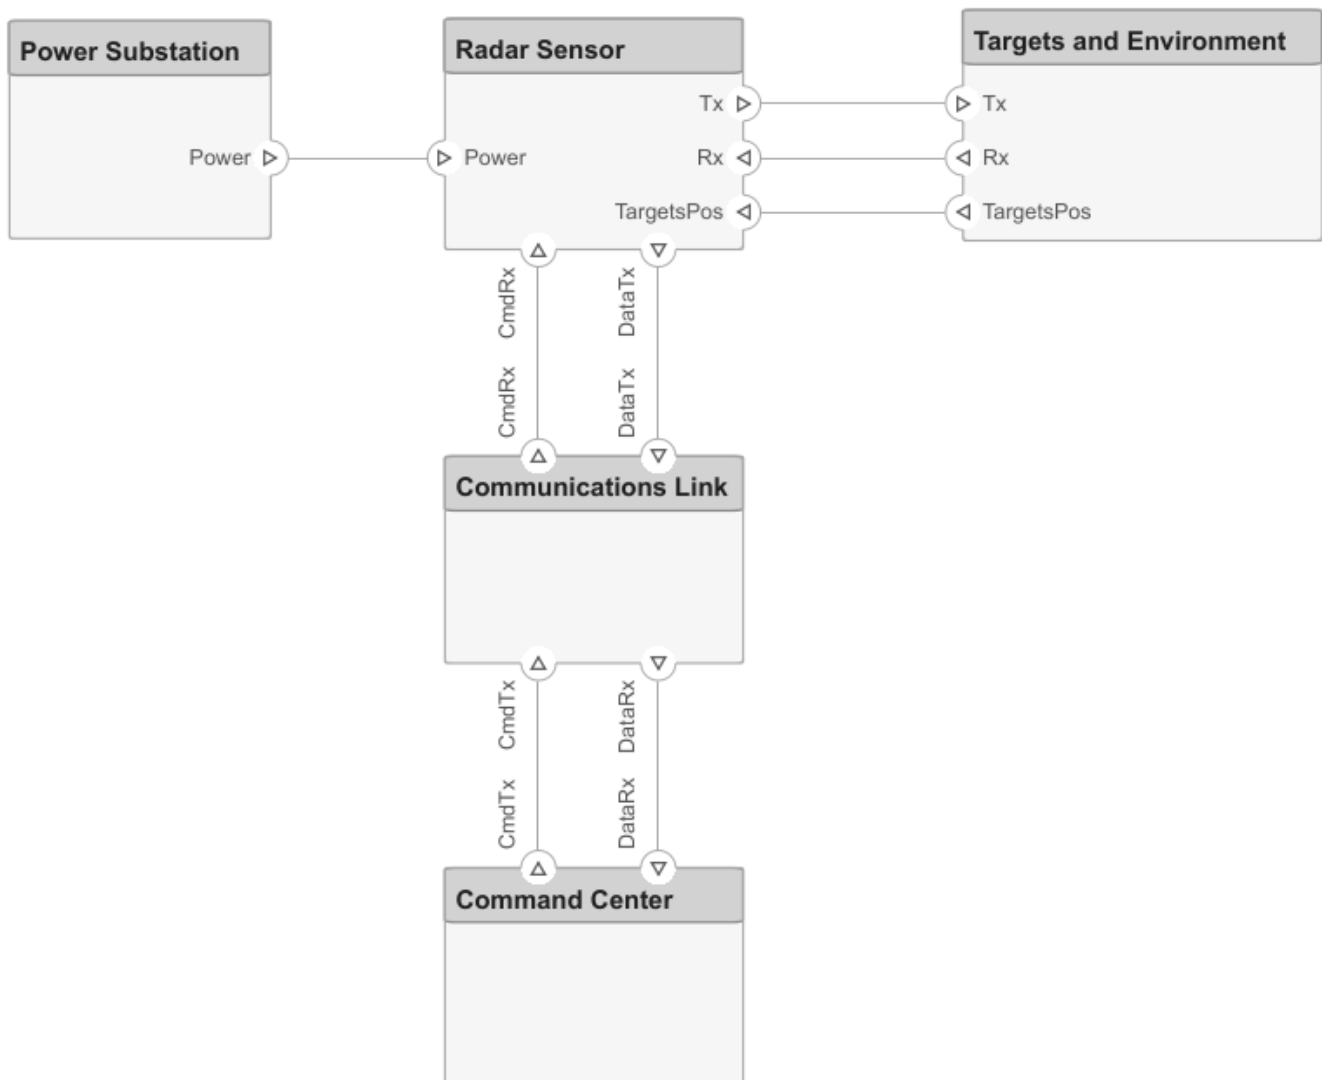 Power Substation
Radar Sensor
Targets and Environment
Tx
Tx
Power
Power
Rx
Rx
TargetsPos
TargetsPos
CmdRx
DataTx
CmdRx
DataTx
Communications Link
CmdTx
DataRx
CmdTx
DataRx
Command Center